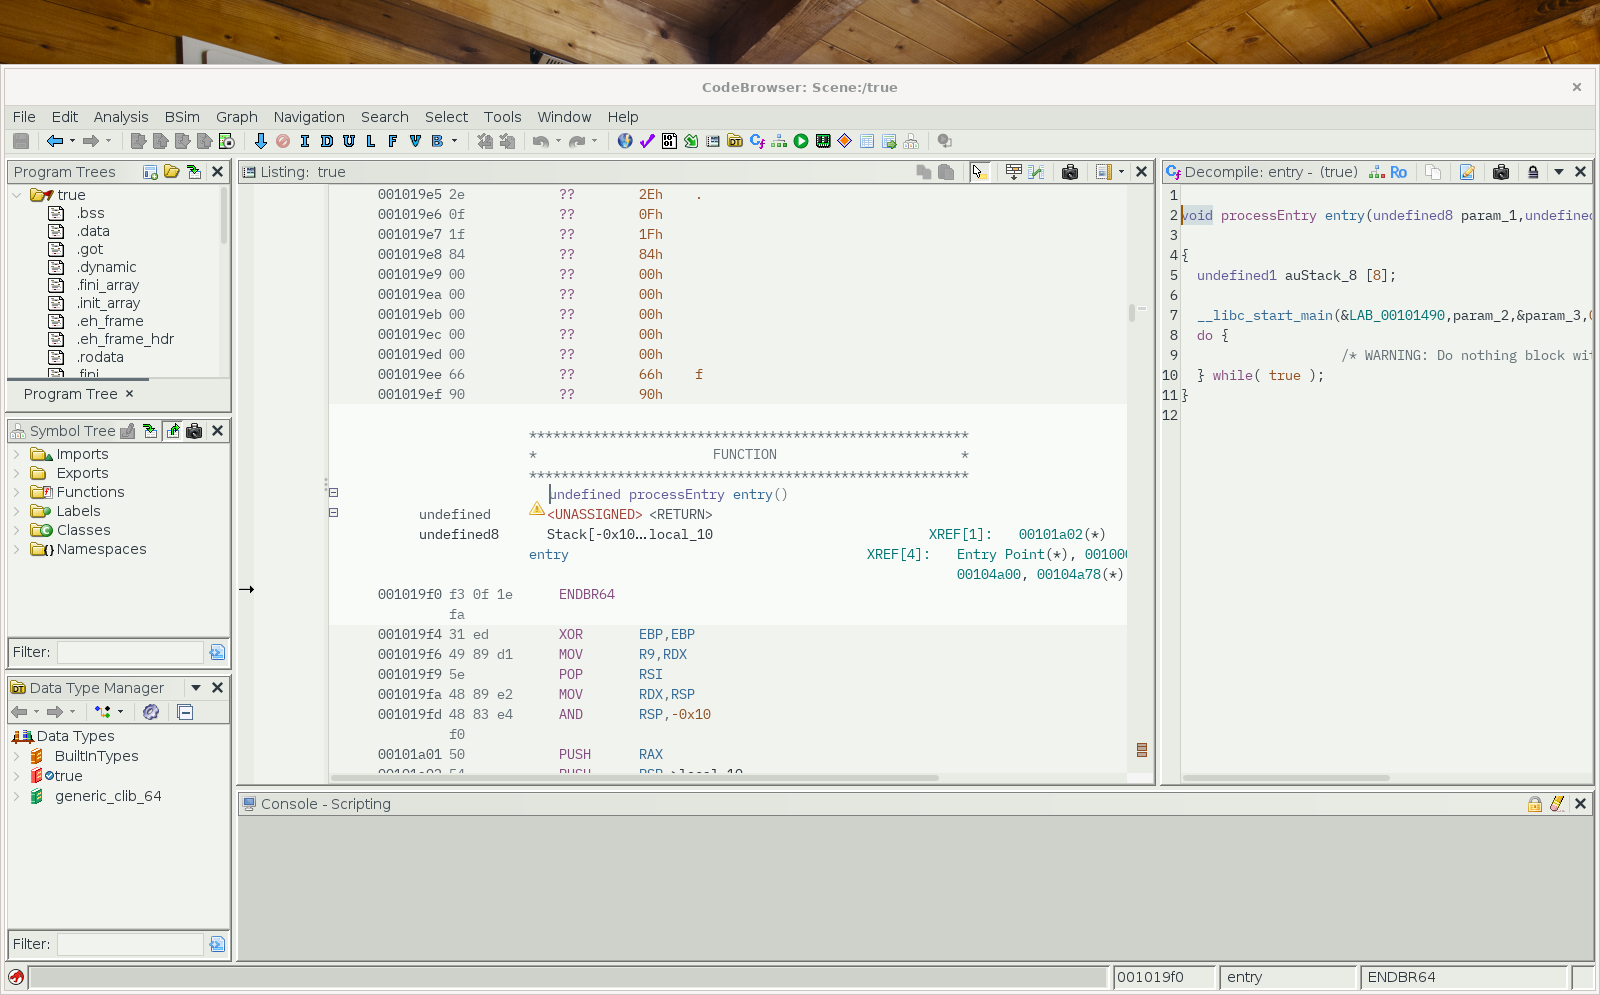 CodeBrowser: Scene:/true
File Edit Analysis BSim Graph Navigation Search Select Tools Window Help
I D U L F V B
Program Trees
true
.bss
.data
.got
.dynamic
.fini_array
.init_array
.eh_frame
.eh_frame_hdr
.rodata
.fini
Program Tree
Symbol Tree
Imports
Exports
Functions
Labels
Classes
Namespaces
Filter:
Data Type Manager
Data Types
BuiltInTypes
true
generic_clib_64
Filter:
Listing: true
001019e5 2e ?? 2Eh .
001019e6 0f ?? 0Fh
001019e7 1f ?? 1Fh
001019e8 84 ?? 84h
001019e9 00 ?? 00h
001019ea 00 ?? 00h
001019eb 00 ?? 00h
001019ec 00 ?? 00h
001019ed 00 ?? 00h
001019ee 66 ?? 66h f
001019ef 90 ?? 90h
*******************************************************
* FUNCTION *
*******************************************************
undefined processEntry entry()
undefined <UNASSIGNED> <RETURN>
undefined8 Stack[-0x10...local_10 XREF[1]: 00101a02(*)
entry XREF[4]: Entry Point(*), 001000
00104a00, 00104a78(*)
001019f0 f3 0f 1e ENDBR64
fa
001019f4 31 ed XOR EBP,EBP
001019f6 49 89 d1 MOV R9,RDX
001019f9 5e POP RSI
001019fa 48 89 e2 MOV RDX,RSP
001019fd 48 83 e4 AND RSP,-0x10
f0
00101a01 50 PUSH RAX
00101a02 54 PUSH RSP=>local_10
Decompile: entry - (true)
Ro
1
2 void processEntry entry(undefined8 param_1,undefined
3
4 {
5 undefined1 auStack_8 [8];
6
7 __libc_start_main(&LAB_00101490,param_2,&param_3,0
8 do {
9 /* WARNING: Do nothing block wit
10 } while( true );
11 }
12
Console - Scripting
001019f0 entry ENDBR64